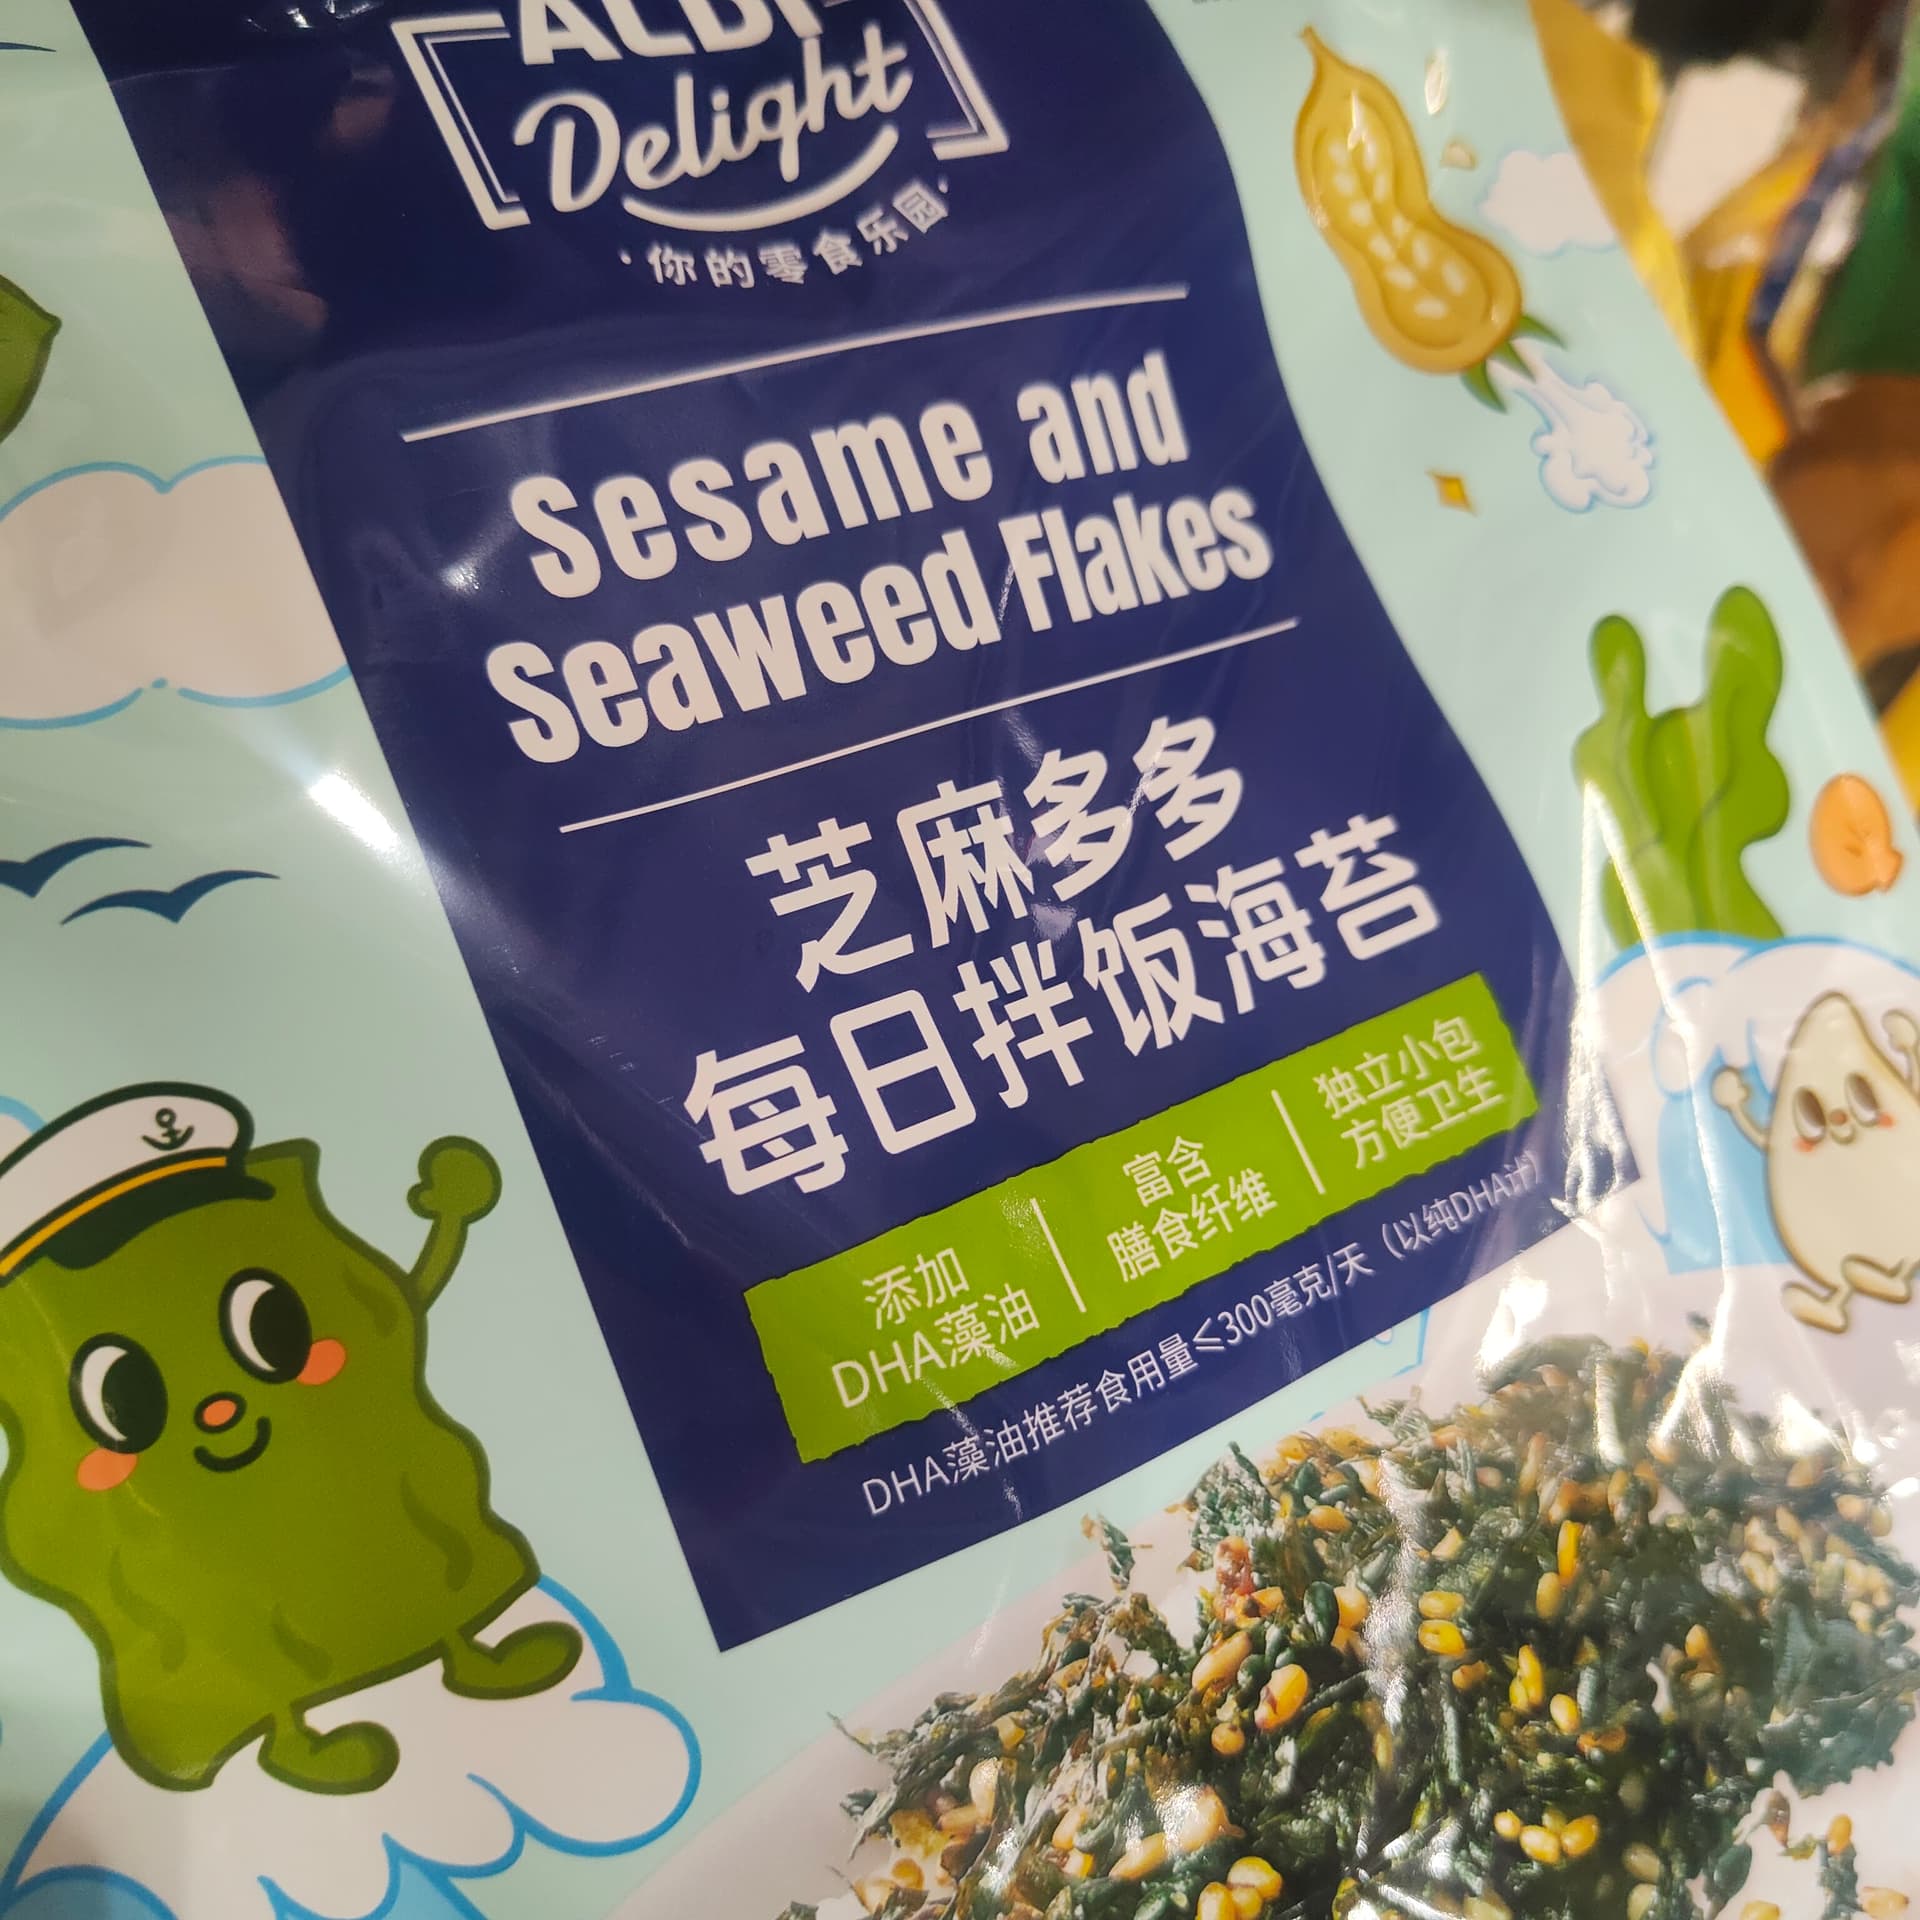 ALDI
Delight
·你的零食乐园·
Sesame and
Seaweed Flakes
芝麻多多
每日拌饭海苔
添加
DHA藻油
富含
膳食纤维
独立小包
方便卫生
DHA藻油推荐食用量≤300毫克/天（以纯DHA计）